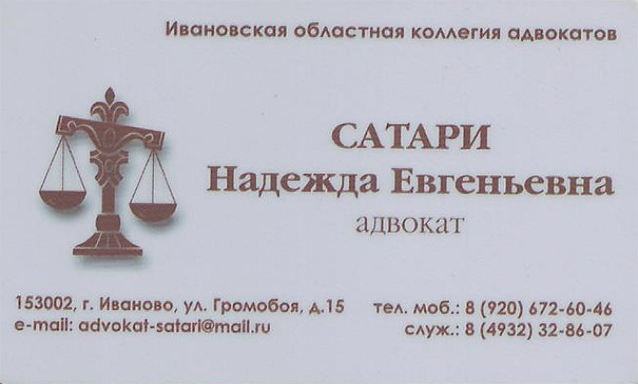 Ивановская областная коллегия адвокатов
САТАРИ
Надежда Евгеньевна
адвокат
153002, г. Иваново, ул. Громобоя, д.15
e-mail: advokat-satari@mail.ru
тел. моб.: 8 (920) 672-60-46
служ.: 8 (4932) 32-86-07